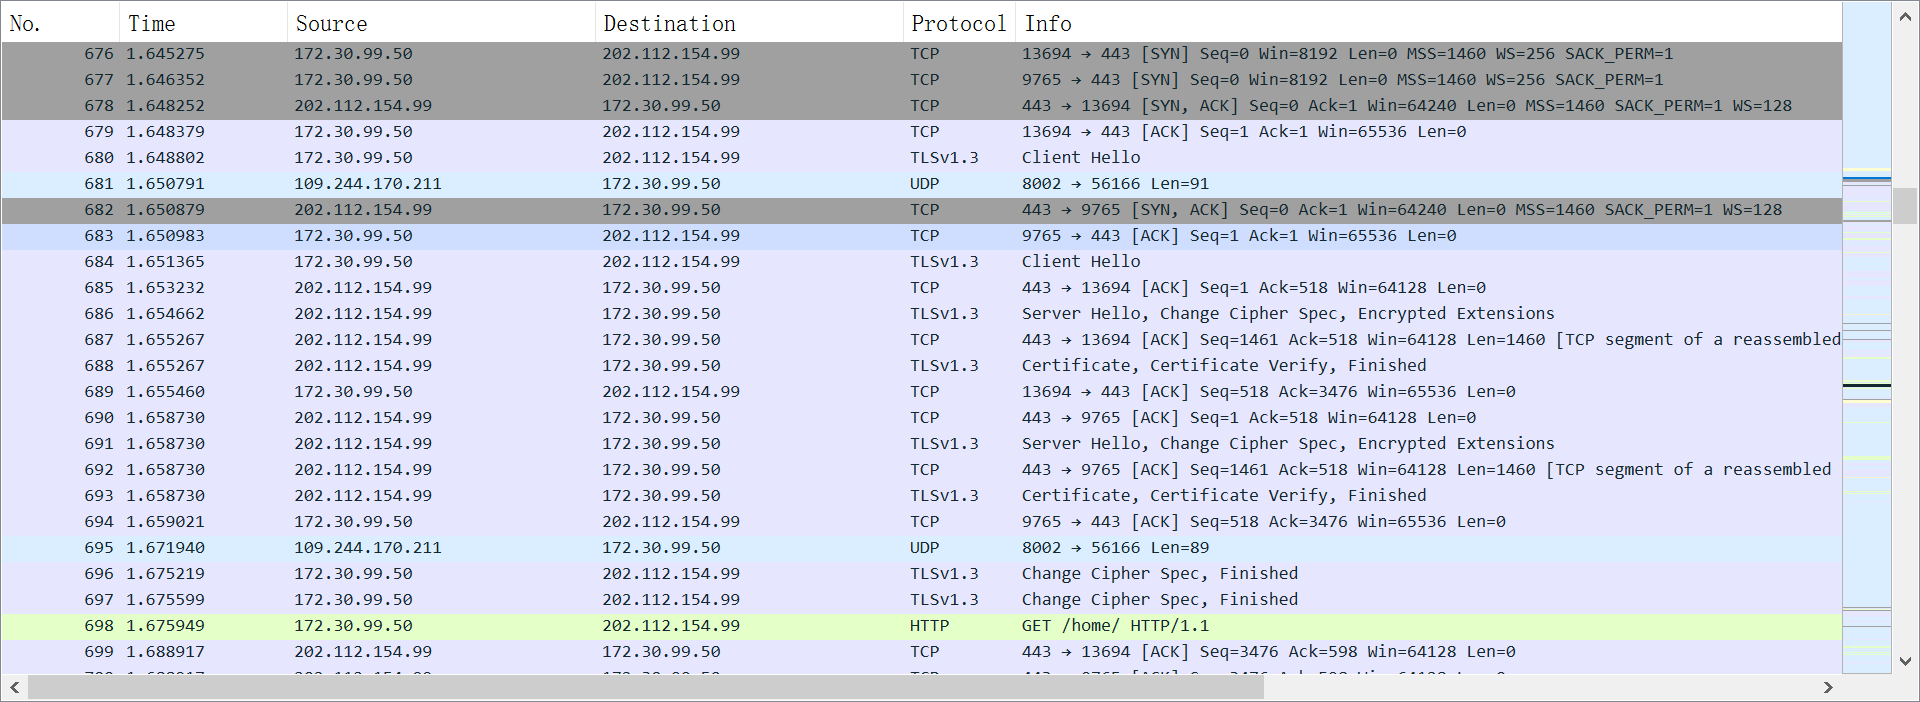 No. Time Source Destination Protocol Info
676 1.645275 172.30.99.50 202.112.154.99 TCP 13694 → 443 [SYN] Seq=0 Win=8192 Len=0 MSS=1460 WS=256 SACK_PERM=1
677 1.646352 172.30.99.50 202.112.154.99 TCP 9765 → 443 [SYN] Seq=0 Win=8192 Len=0 MSS=1460 WS=256 SACK_PERM=1
678 1.648252 202.112.154.99 172.30.99.50 TCP 443 → 13694 [SYN, ACK] Seq=0 Ack=1 Win=64240 Len=0 MSS=1460 SACK_PERM=1 WS=128
679 1.648379 172.30.99.50 202.112.154.99 TCP 13694 → 443 [ACK] Seq=1 Ack=1 Win=65536 Len=0
680 1.648802 172.30.99.50 202.112.154.99 TLSv1.3 Client Hello
681 1.650791 109.244.170.211 172.30.99.50 UDP 8002 → 56166 Len=91
682 1.650879 202.112.154.99 172.30.99.50 TCP 443 → 9765 [SYN, ACK] Seq=0 Ack=1 Win=64240 Len=0 MSS=1460 SACK_PERM=1 WS=128
683 1.650983 172.30.99.50 202.112.154.99 TCP 9765 → 443 [ACK] Seq=1 Ack=1 Win=65536 Len=0
684 1.651365 172.30.99.50 202.112.154.99 TLSv1.3 Client Hello
685 1.653232 202.112.154.99 172.30.99.50 TCP 443 → 13694 [ACK] Seq=1 Ack=518 Win=64128 Len=0
686 1.654662 202.112.154.99 172.30.99.50 TLSv1.3 Server Hello, Change Cipher Spec, Encrypted Extensions
687 1.655267 202.112.154.99 172.30.99.50 TCP 443 → 13694 [ACK] Seq=1461 Ack=518 Win=64128 Len=1460 [TCP segment of a reassembled
688 1.655267 202.112.154.99 172.30.99.50 TLSv1.3 Certificate, Certificate Verify, Finished
689 1.655460 172.30.99.50 202.112.154.99 TCP 13694 → 443 [ACK] Seq=518 Ack=3476 Win=65536 Len=0
690 1.658730 202.112.154.99 172.30.99.50 TCP 443 → 9765 [ACK] Seq=1 Ack=518 Win=64128 Len=0
691 1.658730 202.112.154.99 172.30.99.50 TLSv1.3 Server Hello, Change Cipher Spec, Encrypted Extensions
692 1.658730 202.112.154.99 172.30.99.50 TCP 443 → 9765 [ACK] Seq=1461 Ack=518 Win=64128 Len=1460 [TCP segment of a reassembled
693 1.658730 202.112.154.99 172.30.99.50 TLSv1.3 Certificate, Certificate Verify, Finished
694 1.659021 172.30.99.50 202.112.154.99 TCP 9765 → 443 [ACK] Seq=518 Ack=3476 Win=65536 Len=0
695 1.671940 109.244.170.211 172.30.99.50 UDP 8002 → 56166 Len=89
696 1.675219 172.30.99.50 202.112.154.99 TLSv1.3 Change Cipher Spec, Finished
697 1.675599 172.30.99.50 202.112.154.99 TLSv1.3 Change Cipher Spec, Finished
698 1.675949 172.30.99.50 202.112.154.99 HTTP GET /home/ HTTP/1.1
699 1.688917 202.112.154.99 172.30.99.50 TCP 443 → 13694 [ACK] Seq=3476 Ack=598 Win=64128 Len=0